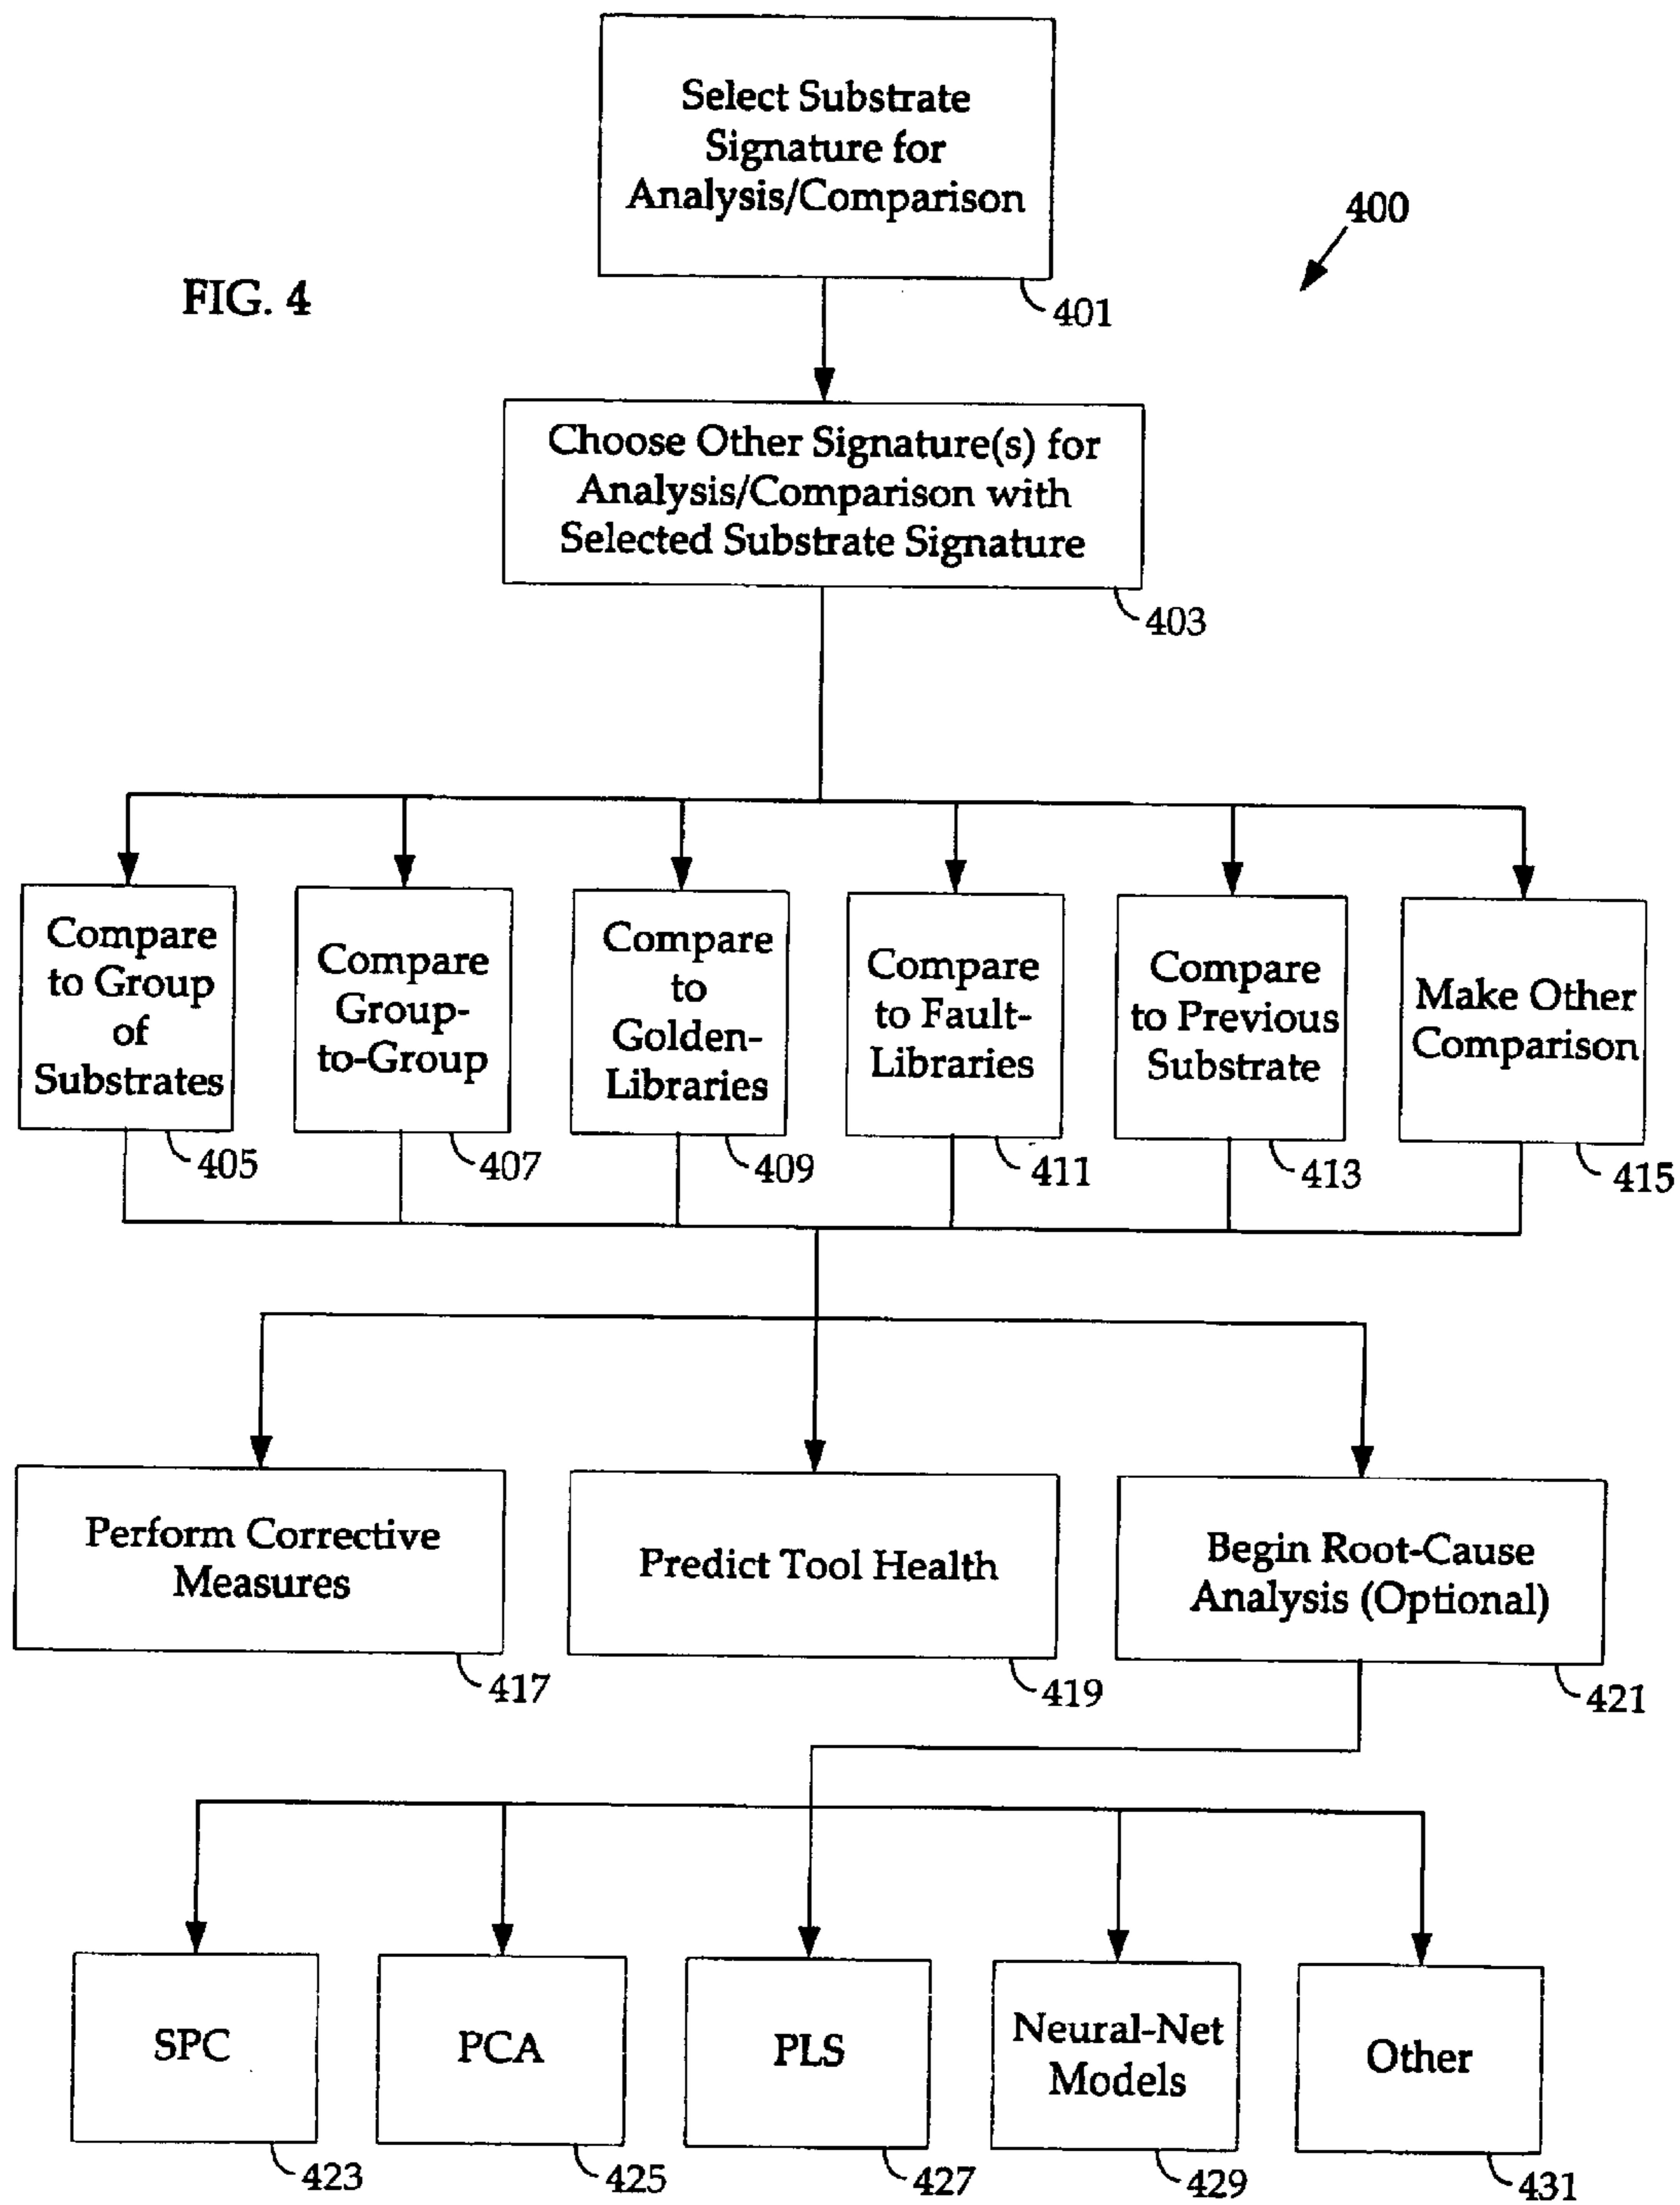 Select Substrate
Signature for
Analysis/Comparison
400
FIG. 4
401
Choose Other Signature(s) for
Analysis/Comparison with
Selected Substrate Signature
403
Compare
to Group
of
Substrates
405
Compare
Group-
to-Group
407
Compare
to
Golden-
Libraries
409
Compare
to Fault-
Libraries
411
Compare
to Previous
Substrate
413
Make Other
Comparison
415
Perform Corrective
Measures
417
Predict Tool Health
419
Begin Root-Cause
Analysis (Optional)
421
SPC
423
PCA
425
PLS
427
Neural-Net
Models
429
Other
431